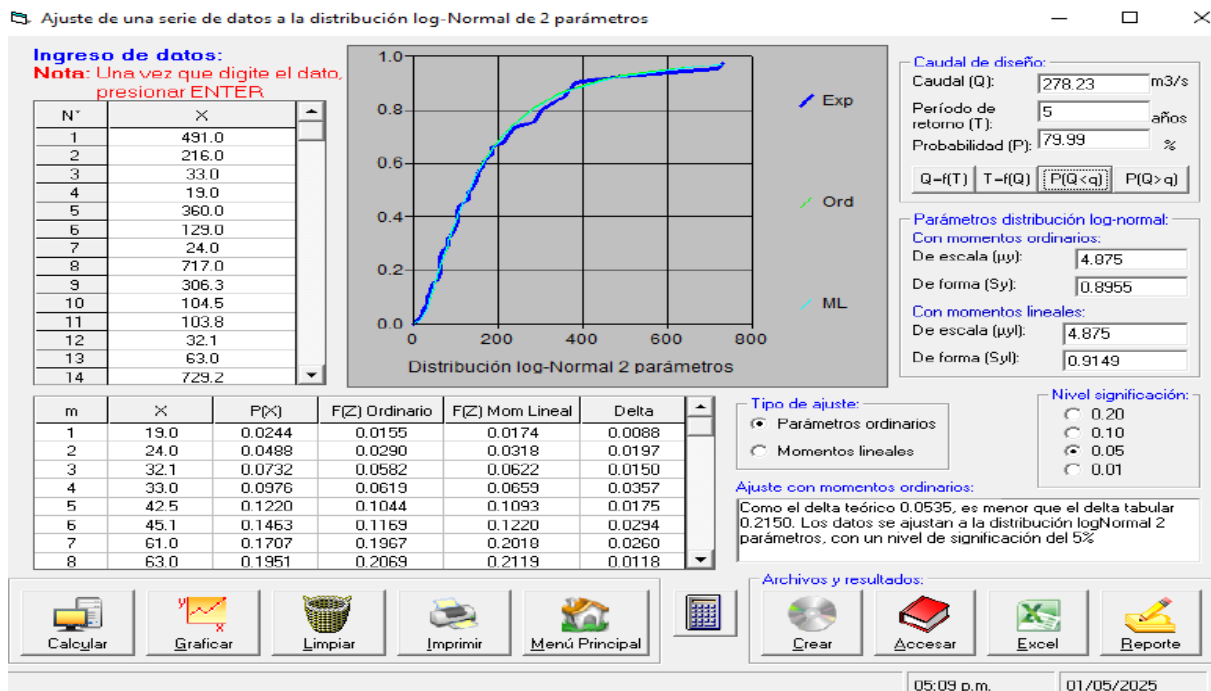 Ajuste de una serie de datos a la distribución log-Normal de 2 parámetros
Ingreso de datos:
Nota: Una vez que digite el dato,
presionar ENTER
N° X
1 491.0
2 216.0
3 33.0
4 19.0
5 360.0
6 129.0
7 24.0
8 717.0
9 306.3
10 104.5
11 103.8
12 32.1
13 63.0
14 729.2
1.0
0.8
0.6
0.4
0.2
0.0
0 200 400 600 800
Distribución log-Normal 2 parámetros
Exp
Ord
ML
Caudal de diseño:
Caudal (Q): 278.23 m3/s
Período de
retorno (T): 5 años
Probabilidad (P): 79.99 %
Q=f(T) T=f(Q) P(Q<q) P(Q>q)
Parámetros distribución log-normal:
Con momentos ordinarios:
De escala (μy): 4.875
De forma (Sy): 0.8955
Con momentos lineales:
De escala (μyl): 4.875
De forma (Syl): 0.9149
m X P(X) F(Z) Ordinario F(Z) Mom Lineal Delta
1 19.0 0.0244 0.0155 0.0174 0.0088
2 24.0 0.0488 0.0290 0.0318 0.0197
3 32.1 0.0732 0.0582 0.0622 0.0150
4 33.0 0.0976 0.0619 0.0659 0.0357
5 42.5 0.1220 0.1044 0.1093 0.0175
6 45.1 0.1463 0.1169 0.1220 0.0294
7 61.0 0.1707 0.1967 0.2018 0.0260
8 63.0 0.1951 0.2069 0.2119 0.0118
Tipo de ajuste:
Parámetros ordinarios
Momentos lineales
Nivel significación:
0.20
0.10
0.05
0.01
Ajuste con momentos ordinarios:
Como el delta teórico 0.0535, es menor que el delta tabular
0.2150. Los datos se ajustan a la distribución logNormal 2
parámetros, con un nivel de significación del 5%
Calcular Graficar Limpiar Imprimir Menú Principal
Archivos y resultados:
Crear Accesar Excel Reporte
05:09 p.m. 01/05/2025